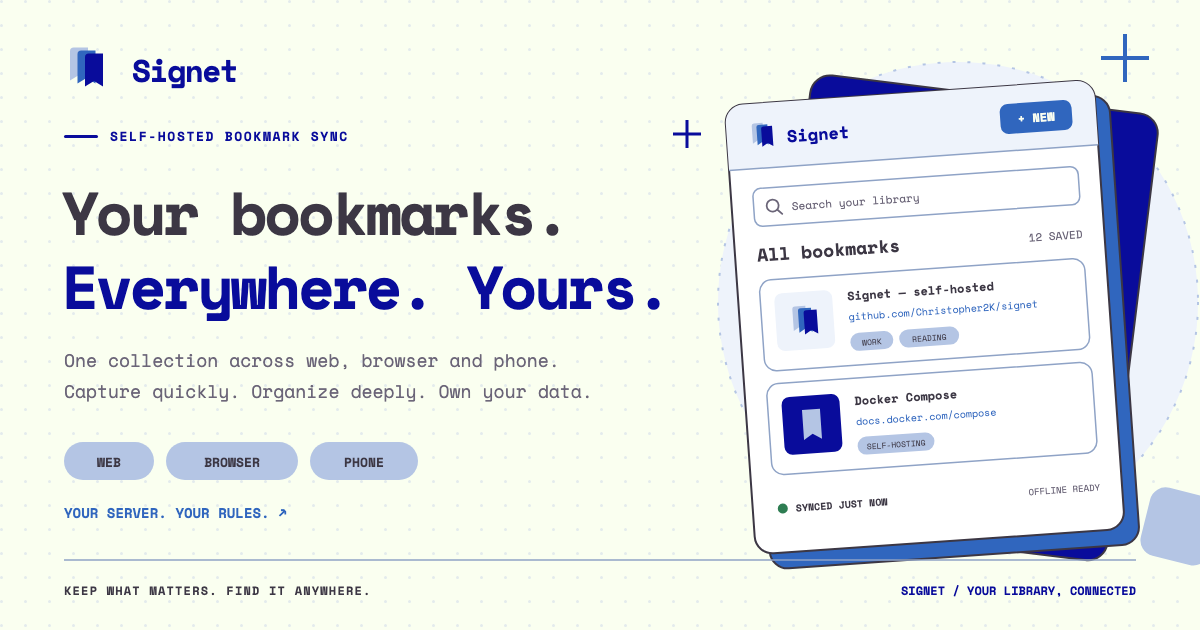 Signet
SELF-HOSTED BOOKMARK SYNC
Your bookmarks.
Everywhere. Yours.
One collection across web, browser and phone.
Capture quickly. Organize deeply. Own your data.
WEB
BROWSER
PHONE
YOUR SERVER. YOUR RULES. ↗
Signet
+ NEW
Search your library
All bookmarks
12 SAVED
Signet — self-hosted
github.com/Christopher2K/signet
WORK
READING
Docker Compose
docs.docker.com/compose
SELF-HOSTING
SYNCED JUST NOW
OFFLINE READY
KEEP WHAT MATTERS. FIND IT ANYWHERE.
SIGNET / YOUR LIBRARY, CONNECTED